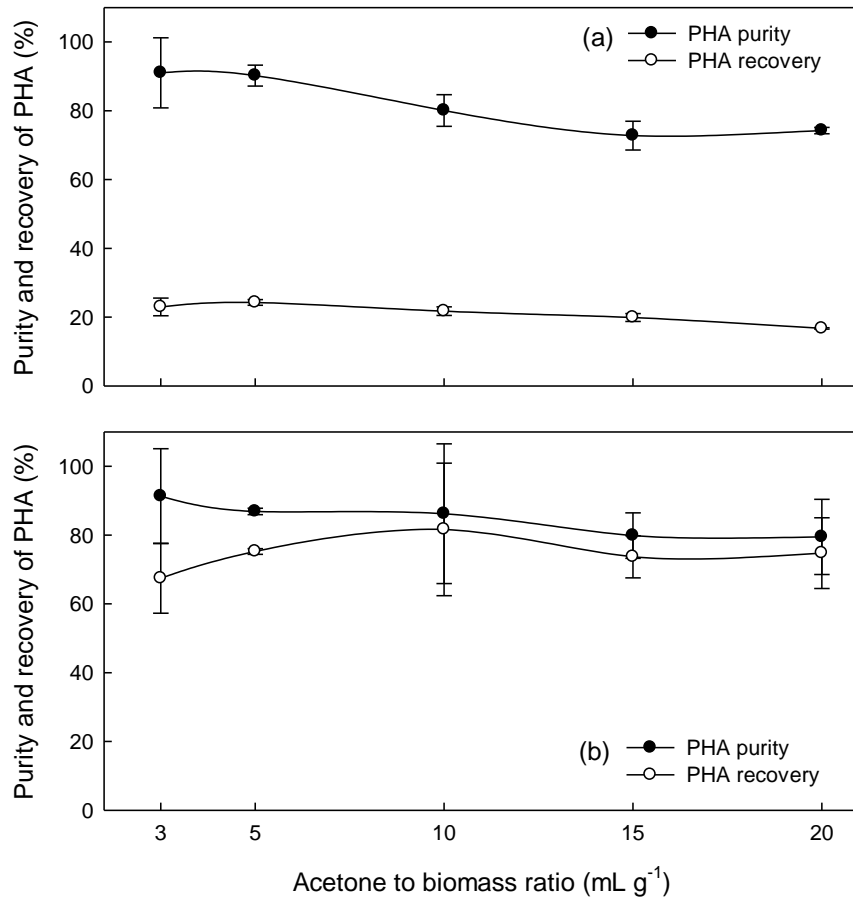 Purity and recovery of PHA (%)
100
80
60
40
20
0
(a)
PHA purity
PHA recovery
Purity and recovery of PHA (%)
100
80
60
40
20
0
(b)
PHA purity
PHA recovery
3 5 10 15 20
Acetone to biomass ratio (mL g⁻¹)